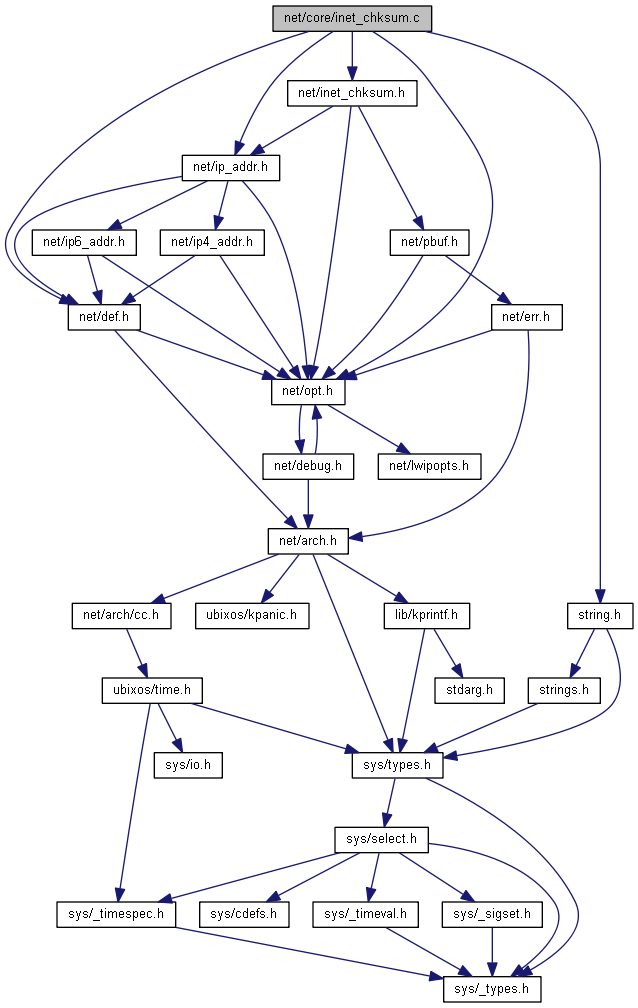 net/core/inet_chksum.c
net/inet_chksum.h
net/ip_addr.h
net/ip6_addr.h
net/ip4_addr.h
net/pbuf.h
net/def.h
net/err.h
net/opt.h
net/debug.h
net/lwipopts.h
net/arch.h
net/arch/cc.h
ubixos/kpanic.h
lib/kprintf.h
string.h
ubixos/time.h
stdarg.h
strings.h
sys/io.h
sys/types.h
sys/select.h
sys/_timespec.h
sys/cdefs.h
sys/_timeval.h
sys/_sigset.h
sys/_types.h